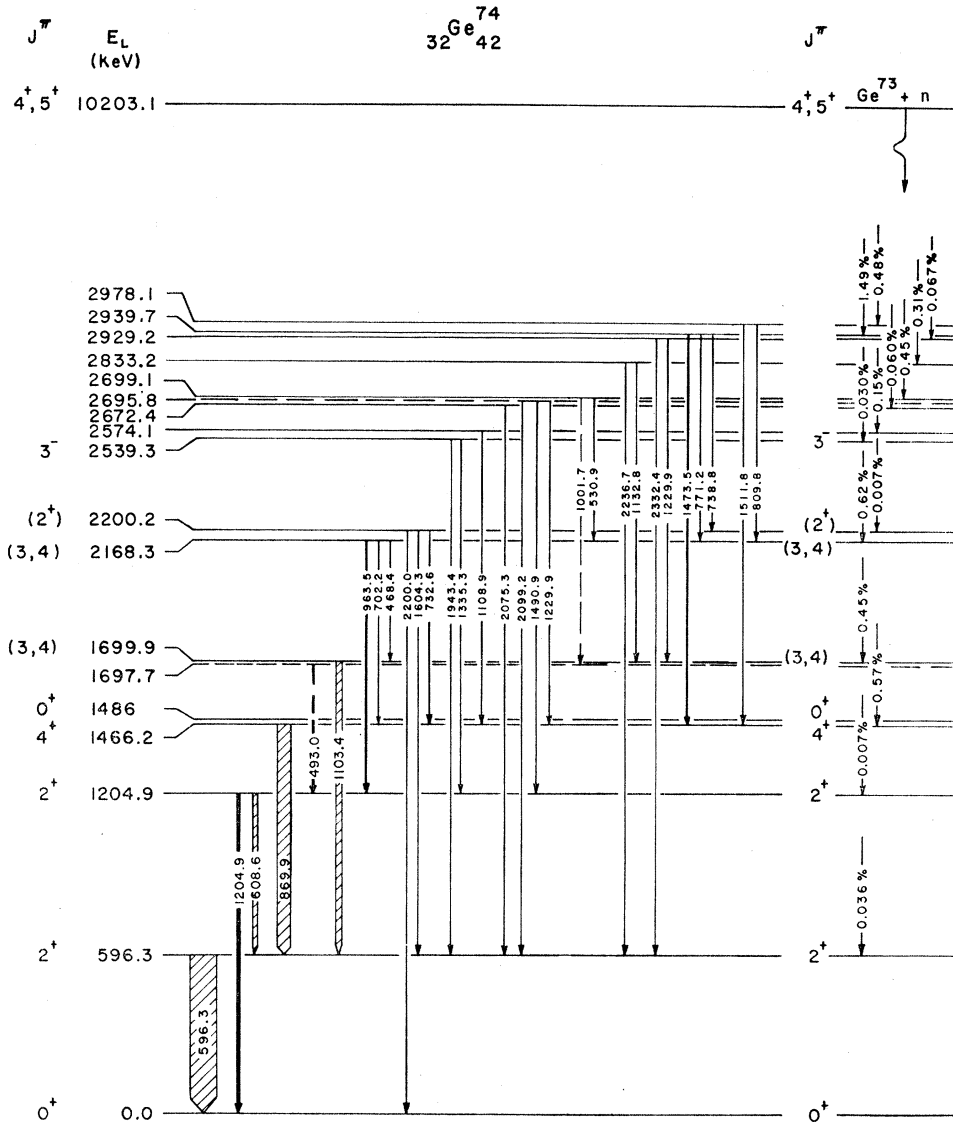 J^π E_L (keV) ₃₂Ge⁷⁴₄₂ J^π
4⁺,5⁺ 10203.1 4⁺,5⁺ Ge⁷³ + n
1.49% 0.48% 0.31% 0.067%
2978.1
2939.7
2929.2
2833.2
2699.1
2695.8
2672.4
2574.1
0.030% 0.15% 0.060% 0.45%
3⁻ 2539.3 3⁻
1001.7 530.9 2236.7 1132.8 2332.4 1229.9 1473.5 771.2 738.8 1511.8 809.8
0.62% 0.007%
(2⁺) 2200.2 (2⁺)
(3,4) 2168.3 (3,4)
963.5 702.2 468.4 2200.0 1604.3 732.6 1943.4 1335.3 1108.9 2075.3 2099.2 1490.9 1229.9
0.45%
(3,4) 1699.9 (3,4)
1697.7
0.57%
0⁺ 1486 0⁺
4⁺ 1466.2 4⁺
493.0 1103.4
0.007%
2⁺ 1204.9 2⁺
1204.9 608.6 869.9
0.036%
2⁺ 596.3 2⁺
596.3
0⁺ 0.0 0⁺